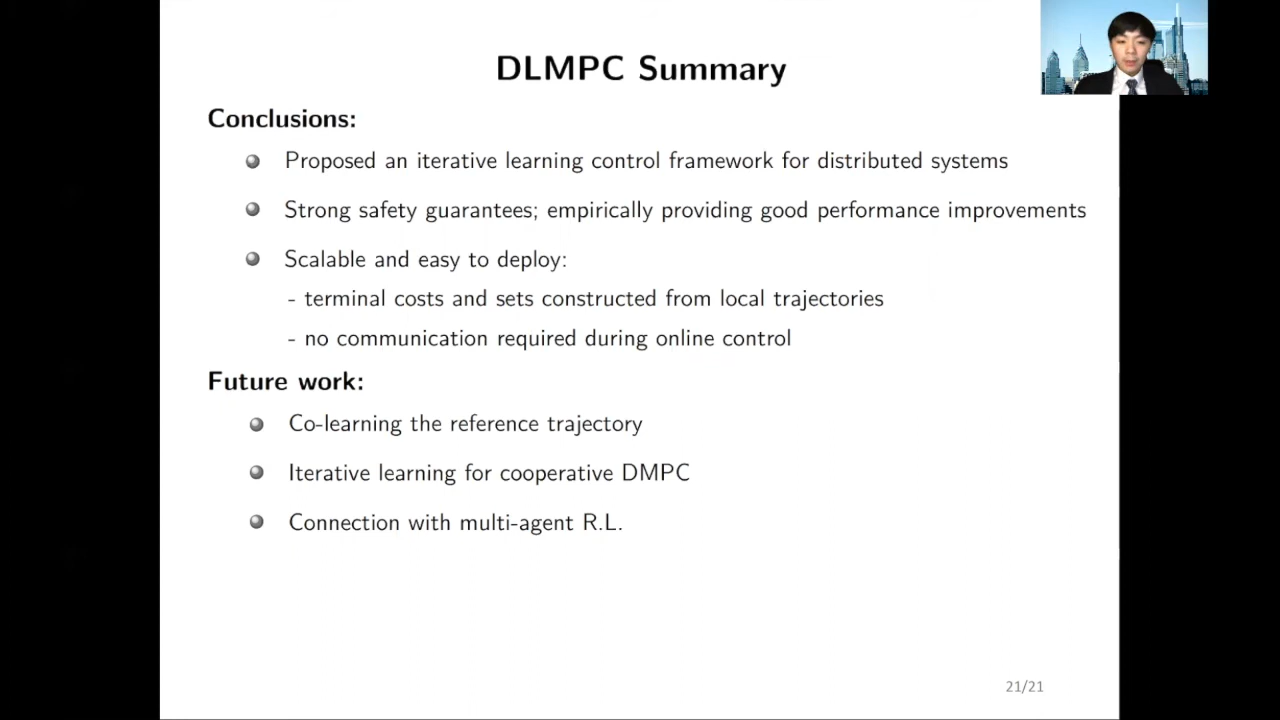 DLMPC Summary
Conclusions:
Proposed an iterative learning control framework for distributed systems
Strong safety guarantees; empirically providing good performance improvements
Scalable and easy to deploy:
- terminal costs and sets constructed from local trajectories
- no communication required during online control
Future work:
Co-learning the reference trajectory
Iterative learning for cooperative DMPC
Connection with multi-agent R.L.
21/21